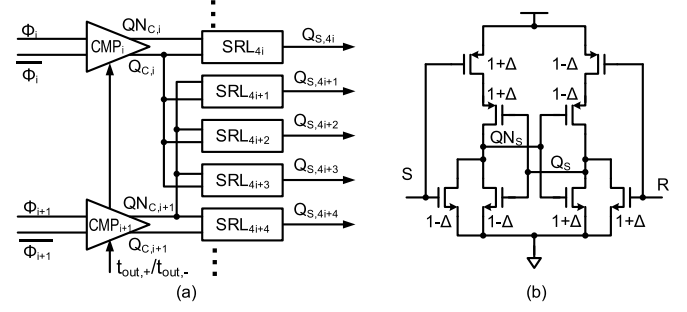 Φi
Φi
CMPi
QNC,i
QC,i
SRL4i
QS,4i
SRL4i+1
QS,4i+1
SRL4i+2
QS,4i+2
SRL4i+3
QS,4i+3
Φi+1
Φi+1
CMPi+1
QNC,i+1
QC,i+1
SRL4i+4
QS,4i+4
tout,+/tout,-
(a)
1+Δ
1-Δ
1+Δ
1-Δ
QNS
QS
S
R
1-Δ
1-Δ
1+Δ
1+Δ
(b)